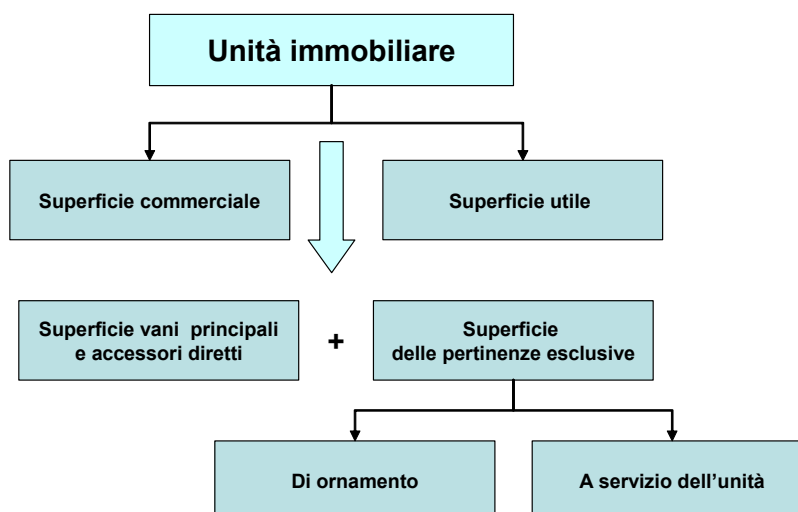 Unità immobiliare
Superficie commerciale
Superficie utile
Superficie vani principali
e accessori diretti
+
Superficie
delle pertinenze esclusive
Di ornamento
A servizio dell'unità